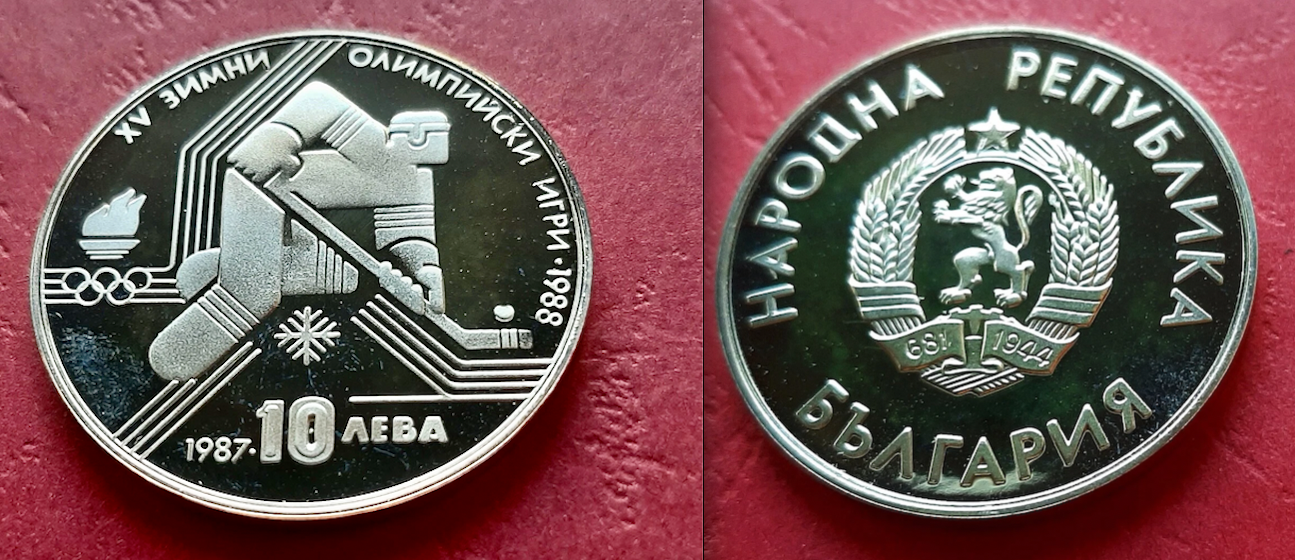 XV ЗИМНИ ОЛИМПИЙСКИ ИГРИ · 1988
1987 · 10 ЛЕВА
НАРОДНА РЕПУБЛИКА
681 1944
БЪЛГАРИЯ